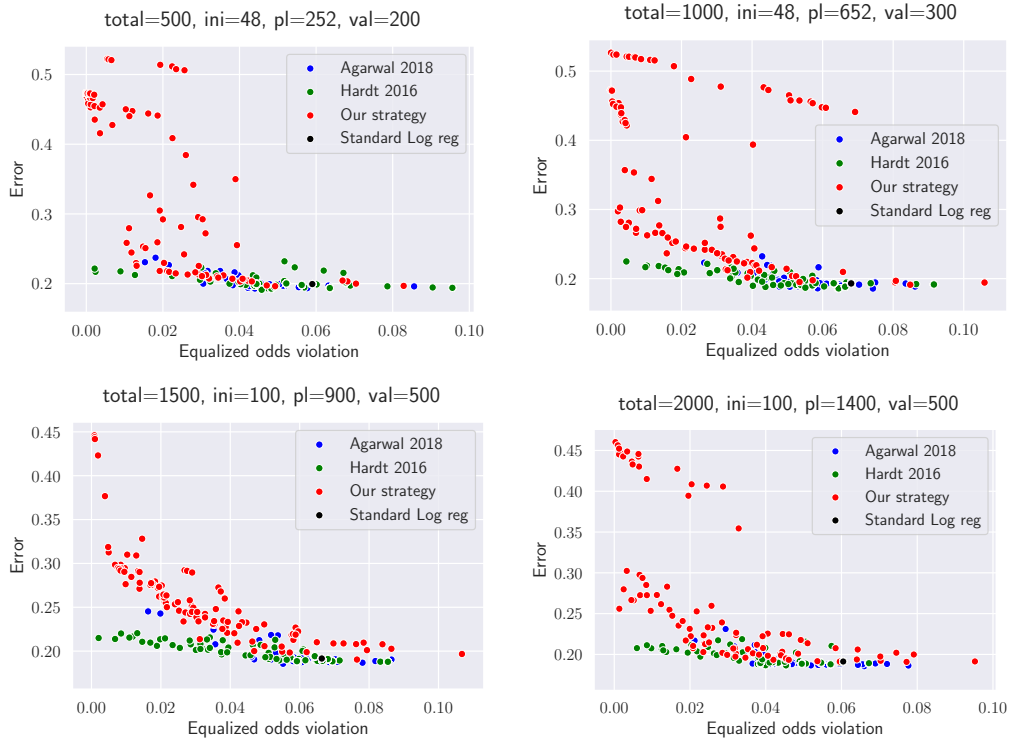 total=500, ini=48, pl=252, val=200
0.5
0.4
0.3
0.2
Error
0.00 0.02 0.04 0.06 0.08 0.10
Equalized odds violation
Agarwal 2018
Hardt 2016
Our strategy
Standard Log reg
total=1000, ini=48, pl=652, val=300
0.5
0.4
0.3
0.2
Error
0.00 0.02 0.04 0.06 0.08 0.10
Equalized odds violation
Agarwal 2018
Hardt 2016
Our strategy
Standard Log reg
total=1500, ini=100, pl=900, val=500
0.45
0.40
0.35
0.30
0.25
0.20
Error
0.00 0.02 0.04 0.06 0.08 0.10
Equalized odds violation
Agarwal 2018
Hardt 2016
Our strategy
Standard Log reg
total=2000, ini=100, pl=1400, val=500
0.45
0.40
0.35
0.30
0.25
0.20
Error
0.00 0.02 0.04 0.06 0.08 0.10
Equalized odds violation
Agarwal 2018
Hardt 2016
Our strategy
Standard Log reg